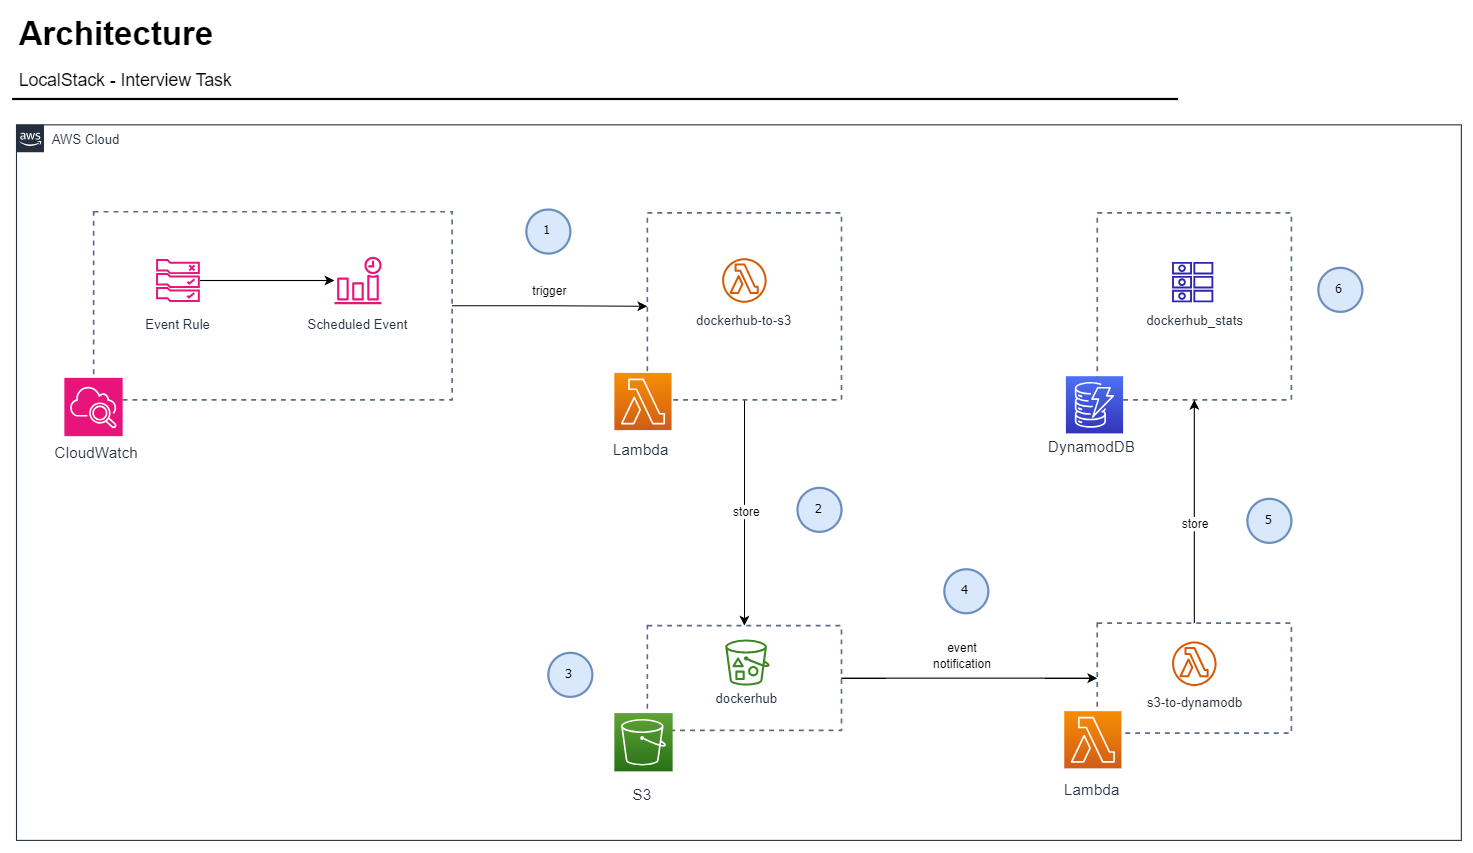 Architecture
LocalStack - Interview Task
aws
AWS Cloud
1
trigger
Event Rule
Scheduled Event
CloudWatch
dockerhub-to-s3
Lambda
dockerhub_stats
6
DynamodDB
store
2
store
5
4
event
notification
3
dockerhub
S3
s3-to-dynamodb
Lambda